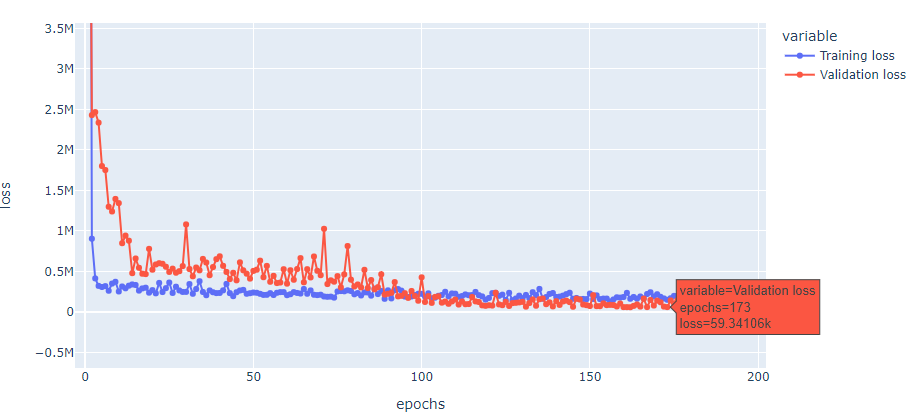 3.5M
3M
2.5M
2M
1.5M
1M
0.5M
0
−0.5M
loss
0
50
100
150
200
epochs
variable
Training loss
Validation loss
variable=Validation loss
epochs=173
loss=59.34106k